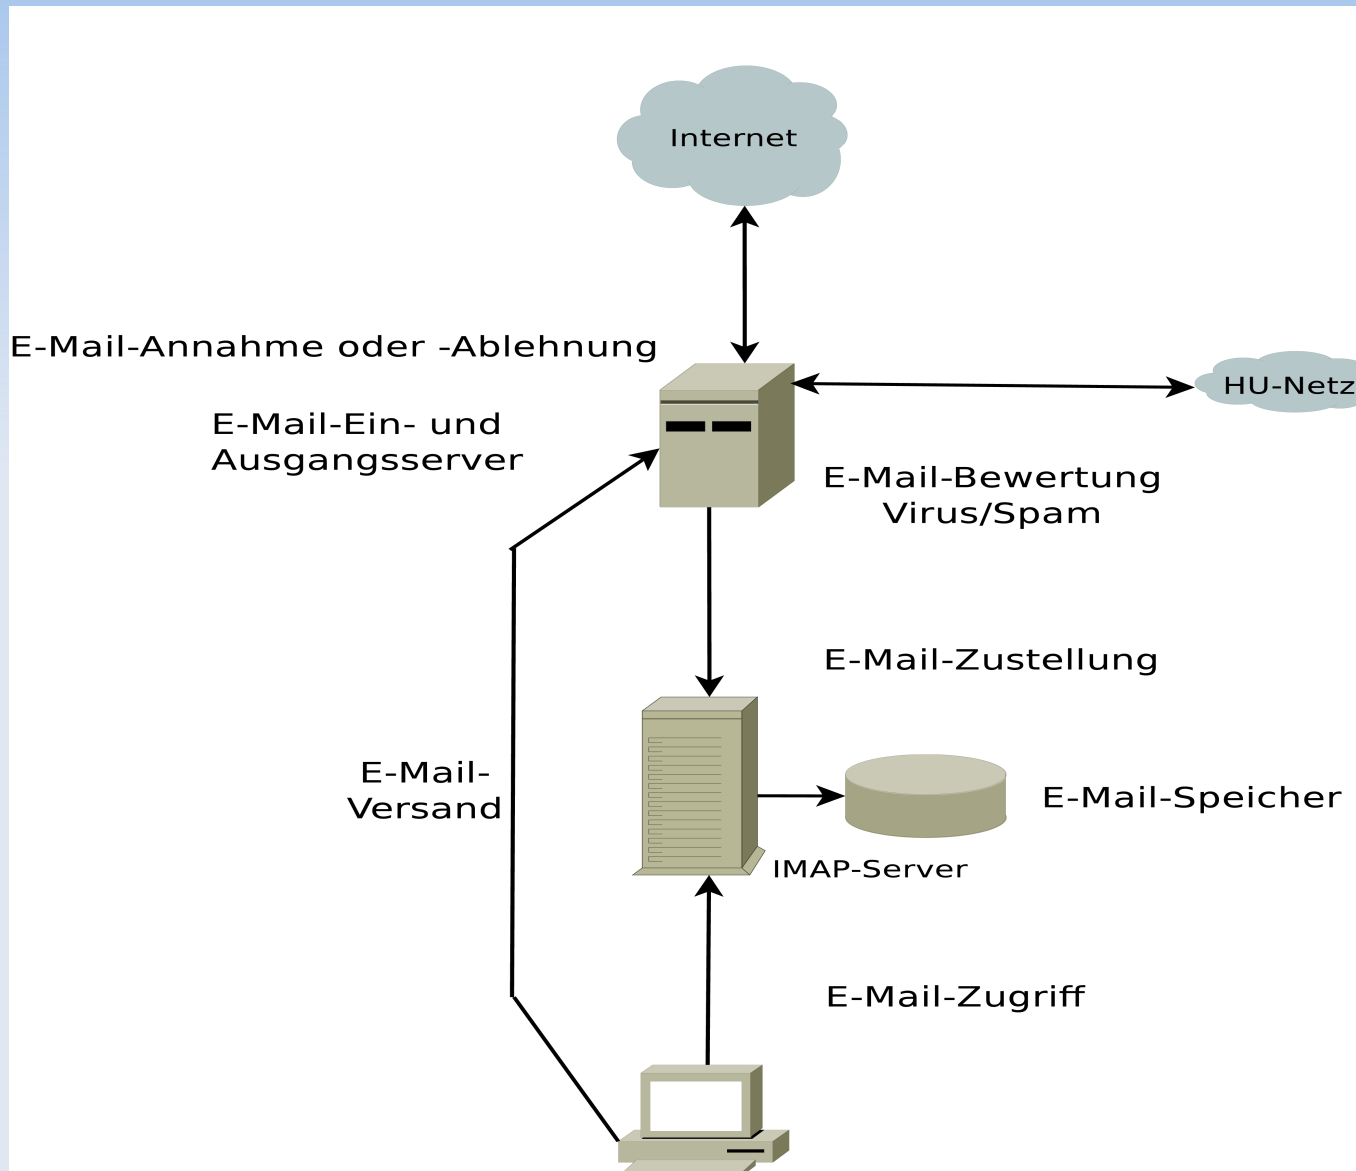 Internet
E-Mail-Annahme oder -Ablehnung
HU-Netz
E-Mail-Ein- und
Ausgangsserver
E-Mail-Bewertung
Virus/Spam
E-Mail-Zustellung
E-Mail-
Versand
E-Mail-Speicher
IMAP-Server
E-Mail-Zugriff